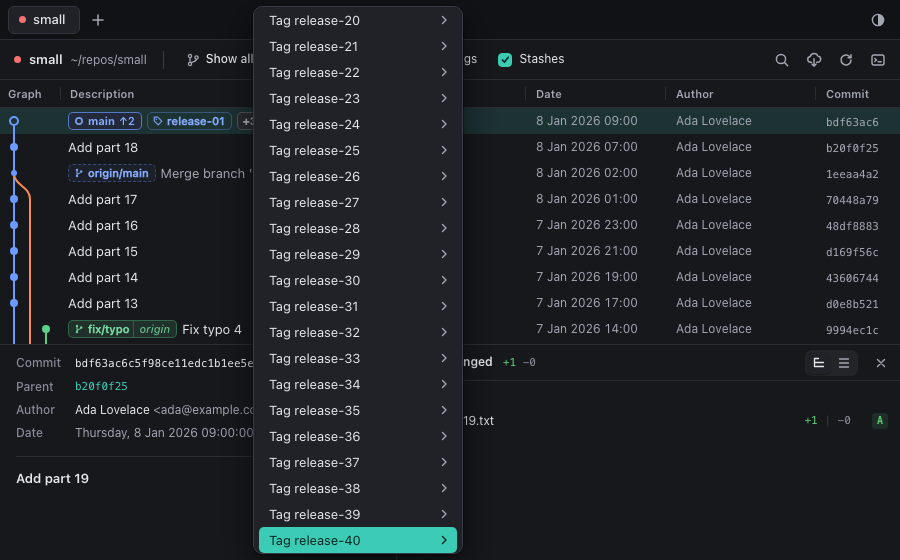 small
small ~/repos/small Show all gs Stashes
Graph Description Date Author Commit
main ↑2 release-01 8 Jan 2026 09:00 Ada Lovelace bdf63ac6
Add part 18 8 Jan 2026 07:00 Ada Lovelace b20f0f25
origin/main Merge branch 8 Jan 2026 02:00 Ada Lovelace 1eeaa4a2
Add part 17 8 Jan 2026 01:00 Ada Lovelace 70448a79
Add part 16 7 Jan 2026 23:00 Ada Lovelace 48df8883
Add part 15 7 Jan 2026 21:00 Ada Lovelace d169f56c
Add part 14 7 Jan 2026 19:00 Ada Lovelace 43606744
Add part 13 7 Jan 2026 17:00 Ada Lovelace d0e8b521
fix/typo origin Fix typo 4 7 Jan 2026 14:00 Ada Lovelace 9994ec1c
Tag release-20
Tag release-21
Tag release-22
Tag release-23
Tag release-24
Tag release-25
Tag release-26
Tag release-27
Tag release-28
Tag release-29
Tag release-30
Tag release-31
Tag release-32
Tag release-33
Tag release-34
Tag release-35
Tag release-36
Tag release-37
Tag release-38
Tag release-39
Tag release-40
Commit bdf63ac6c5f98ce11edc1b1ee5e
Parent b20f0f25
Author Ada Lovelace <ada@example.co
Date Thursday, 8 Jan 2026 09:00:00
Add part 19
nged +1 −0
19.txt +1 −0 A